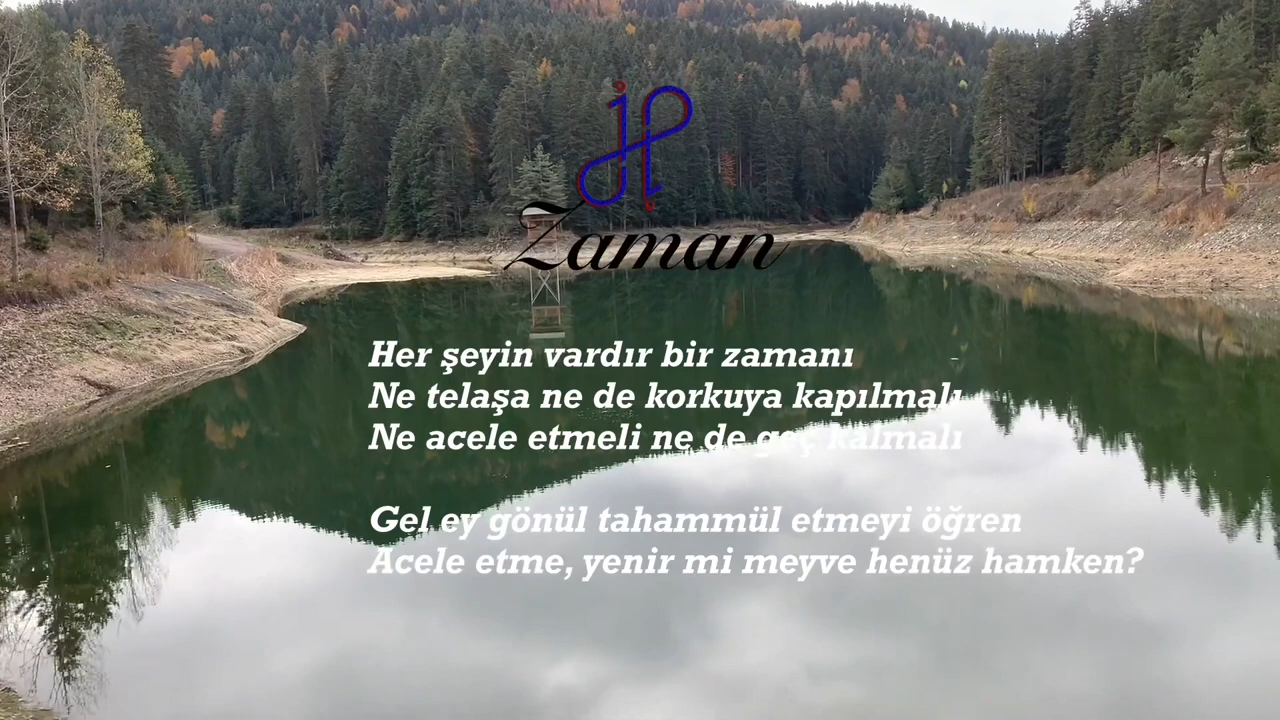 Zaman
Her şeyin vardır bir zamanı
Ne telaşa ne de korkuya kapılmalı
Ne acele etmeli ne de geç kalmalı
Gel ey gönül tahammül etmeyi öğren
Acele etme, yenir mi meyve henüz hamken?